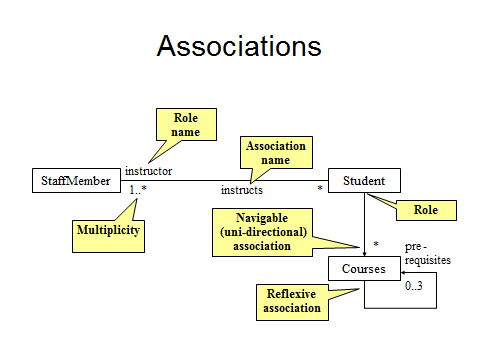 Associations
Role
name
Association
name
instructor
StaffMember
1..*
instructs
*
Student
Multiplicity
Navigable
(uni-directional)
association
Role
*
pre-
requisites
Courses
0..3
Reflexive
association